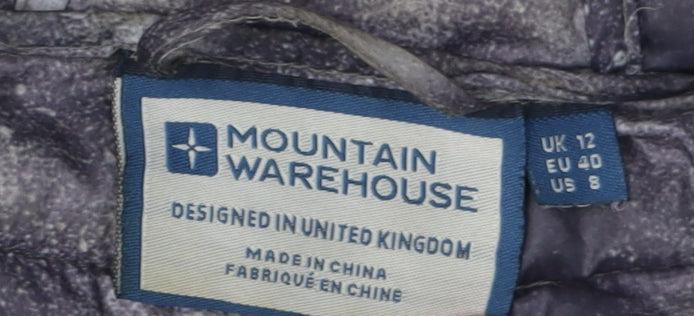 MOUNTAIN
WAREHOUSE
DESIGNED IN UNITED KINGDOM
MADE IN CHINA
FABRIQUÉ EN CHINE
UK 12
EU 40
US 8